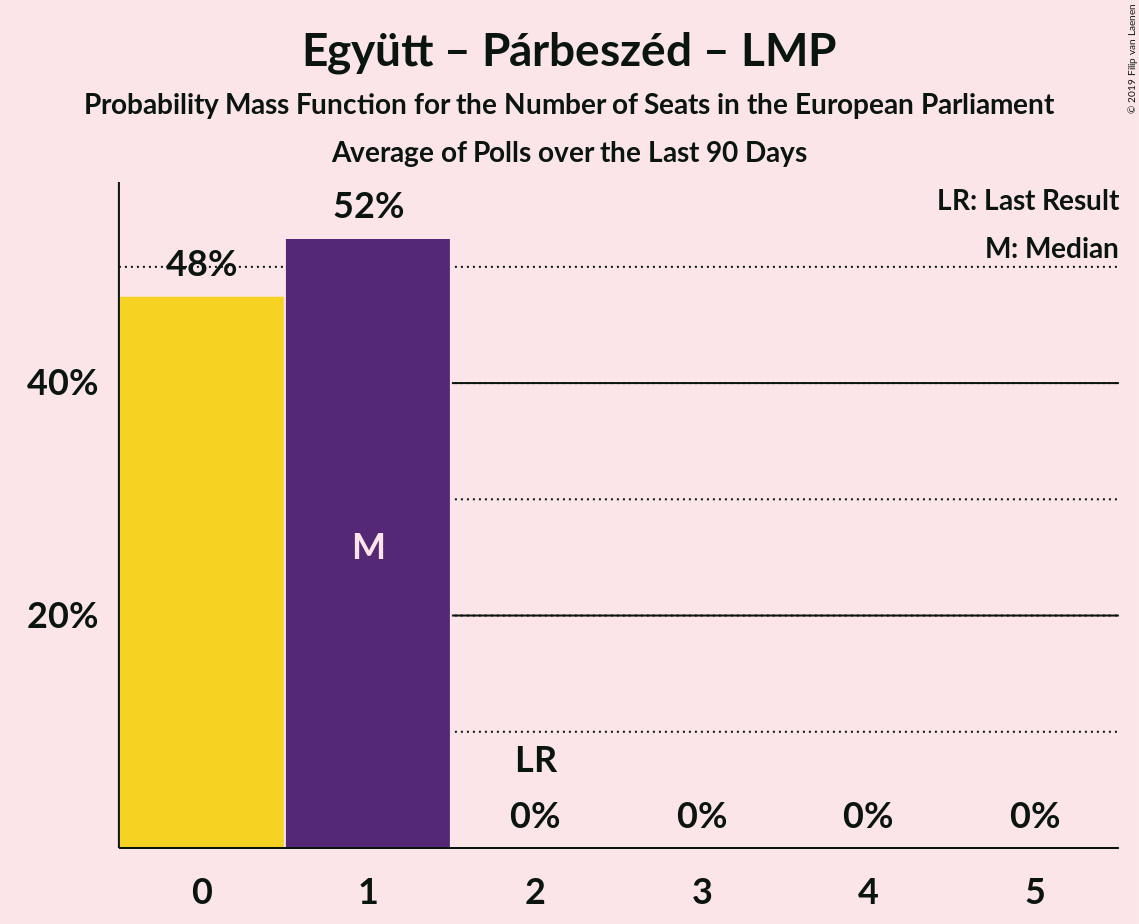 Együtt – Párbeszéd – LMP
Probability Mass Function for the Number of Seats in the European Parliament
Average of Polls over the Last 90 Days
© 2019 Filip van Laenen
LR: Last Result
M: Median
52%
48%
40%
M
20%
LR
0% 0% 0% 0%
0 1 2 3 4 5